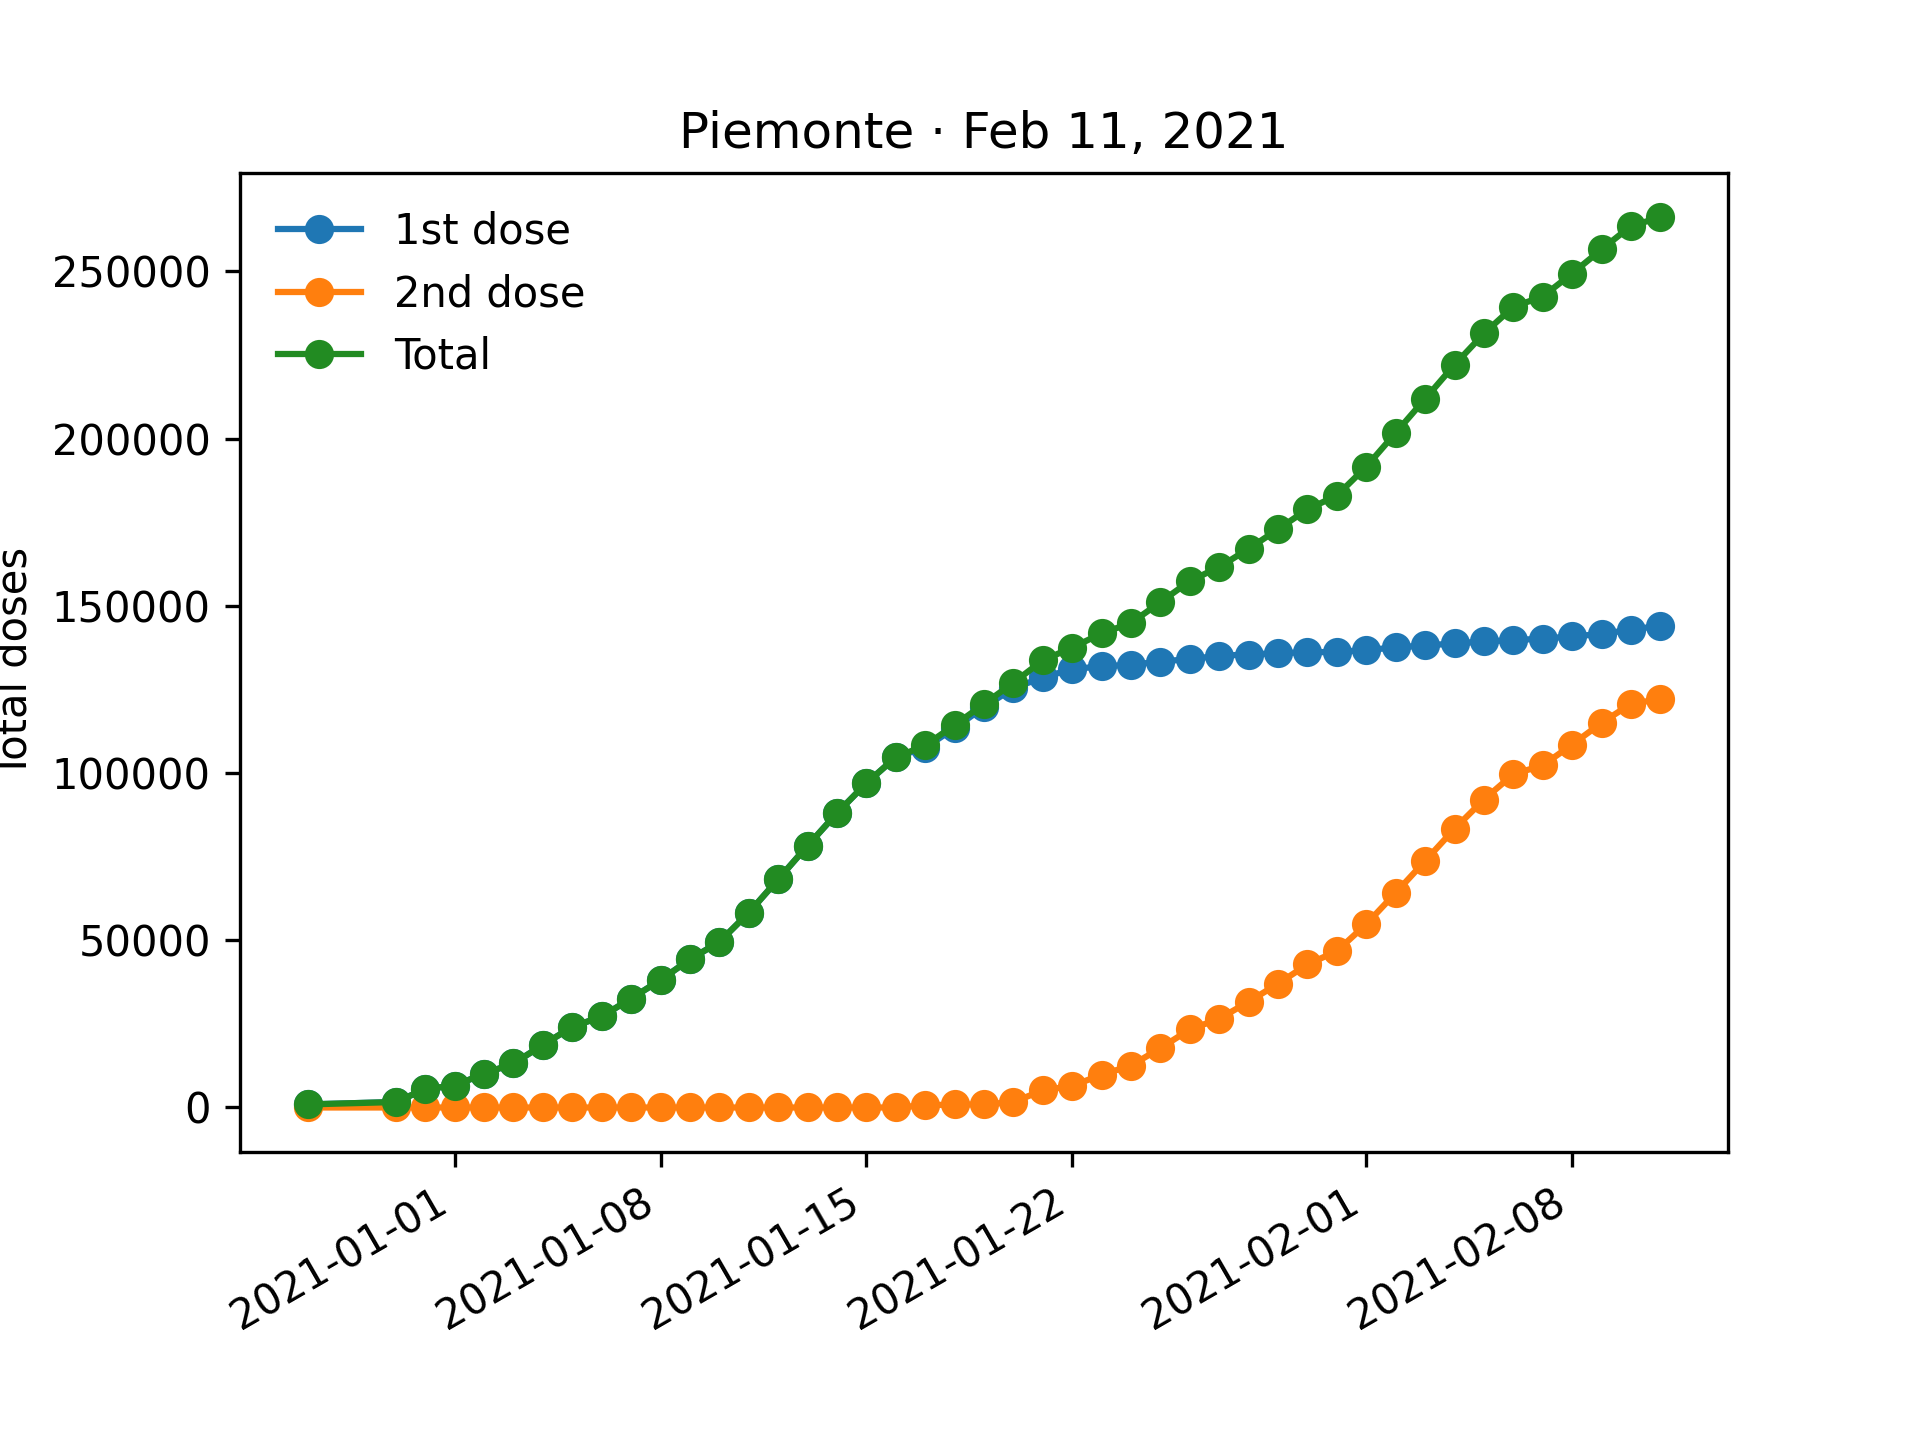 Piemonte · Feb 11, 2021
1st dose
2nd dose
Total
Total doses
250000
200000
150000
100000
50000
0
2021-01-01
2021-01-08
2021-01-15
2021-01-22
2021-02-01
2021-02-08